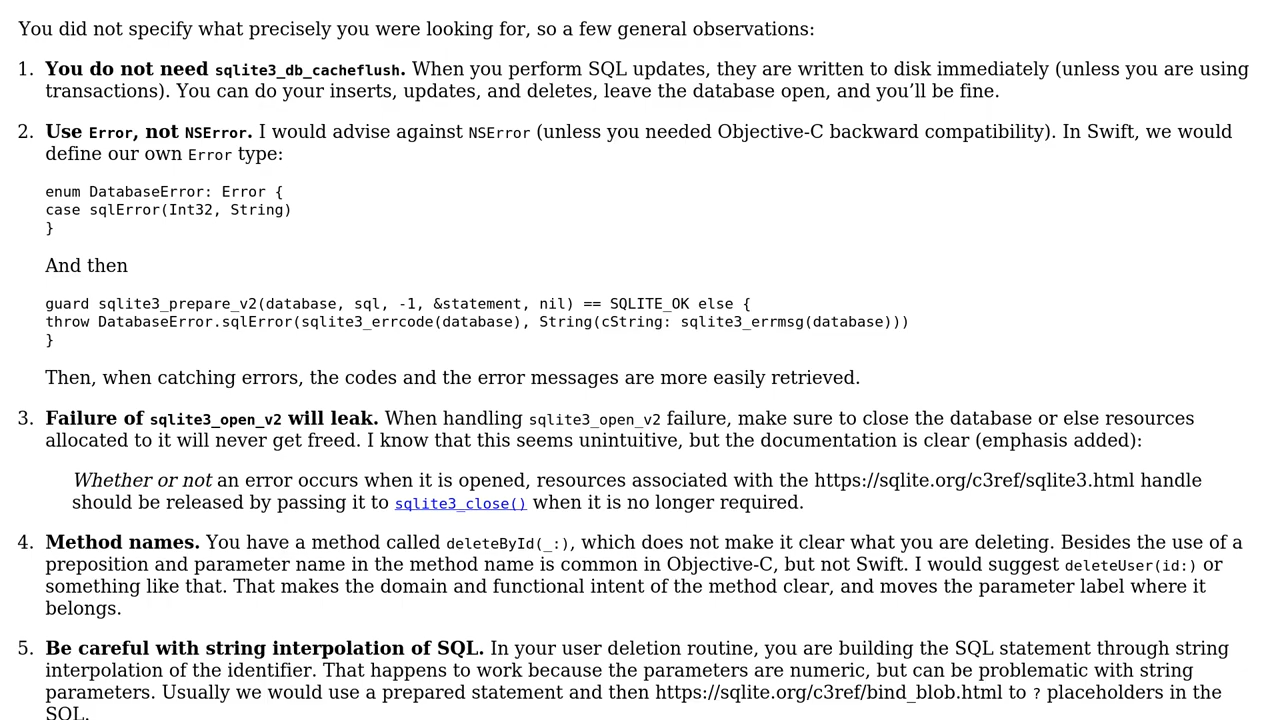 You did not specify what precisely you were looking for, so a few general observations:
1. You do not need sqlite3_db_cacheflush. When you perform SQL updates, they are written to disk immediately (unless you are using
transactions). You can do your inserts, updates, and deletes, leave the database open, and you’ll be fine.
2. Use Error, not NSError. I would advise against NSError (unless you needed Objective-C backward compatibility). In Swift, we would
define our own Error type:
enum DatabaseError: Error {
case sqlError(Int32, String)
}
And then
guard sqlite3_prepare_v2(database, sql, -1, &statement, nil) == SQLITE_OK else {
throw DatabaseError.sqlError(sqlite3_errcode(database), String(cString: sqlite3_errmsg(database)))
}
Then, when catching errors, the codes and the error messages are more easily retrieved.
3. Failure of sqlite3_open_v2 will leak. When handling sqlite3_open_v2 failure, make sure to close the database or else resources
allocated to it will never get freed. I know that this seems unintuitive, but the documentation is clear (emphasis added):
Whether or not an error occurs when it is opened, resources associated with the https://sqlite.org/c3ref/sqlite3.html handle
should be released by passing it to sqlite3_close() when it is no longer required.
4. Method names. You have a method called deleteById(_:), which does not make it clear what you are deleting. Besides the use of a
preposition and parameter name in the method name is common in Objective-C, but not Swift. I would suggest deleteUser(id:) or
something like that. That makes the domain and functional intent of the method clear, and moves the parameter label where it
belongs.
5. Be careful with string interpolation of SQL. In your user deletion routine, you are building the SQL statement through string
interpolation of the identifier. That happens to work because the parameters are numeric, but can be problematic with string
parameters. Usually we would use a prepared statement and then https://sqlite.org/c3ref/bind_blob.html to ? placeholders in the
SQL.